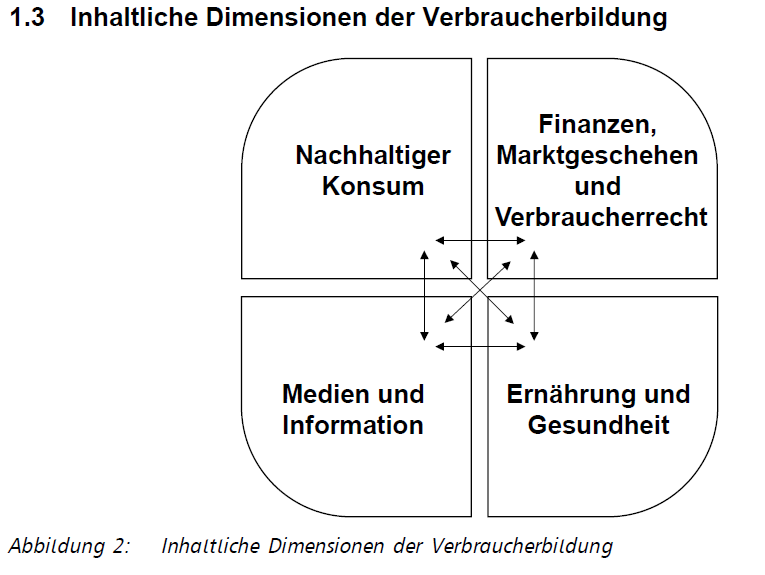 1.3 Inhaltliche Dimensionen der Verbraucherbildung
Nachhaltiger
Konsum
Finanzen,
Marktgeschehen
und
Verbraucherrecht
Medien und
Information
Ernährung und
Gesundheit
Abbildung 2: Inhaltliche Dimensionen der Verbraucherbildung